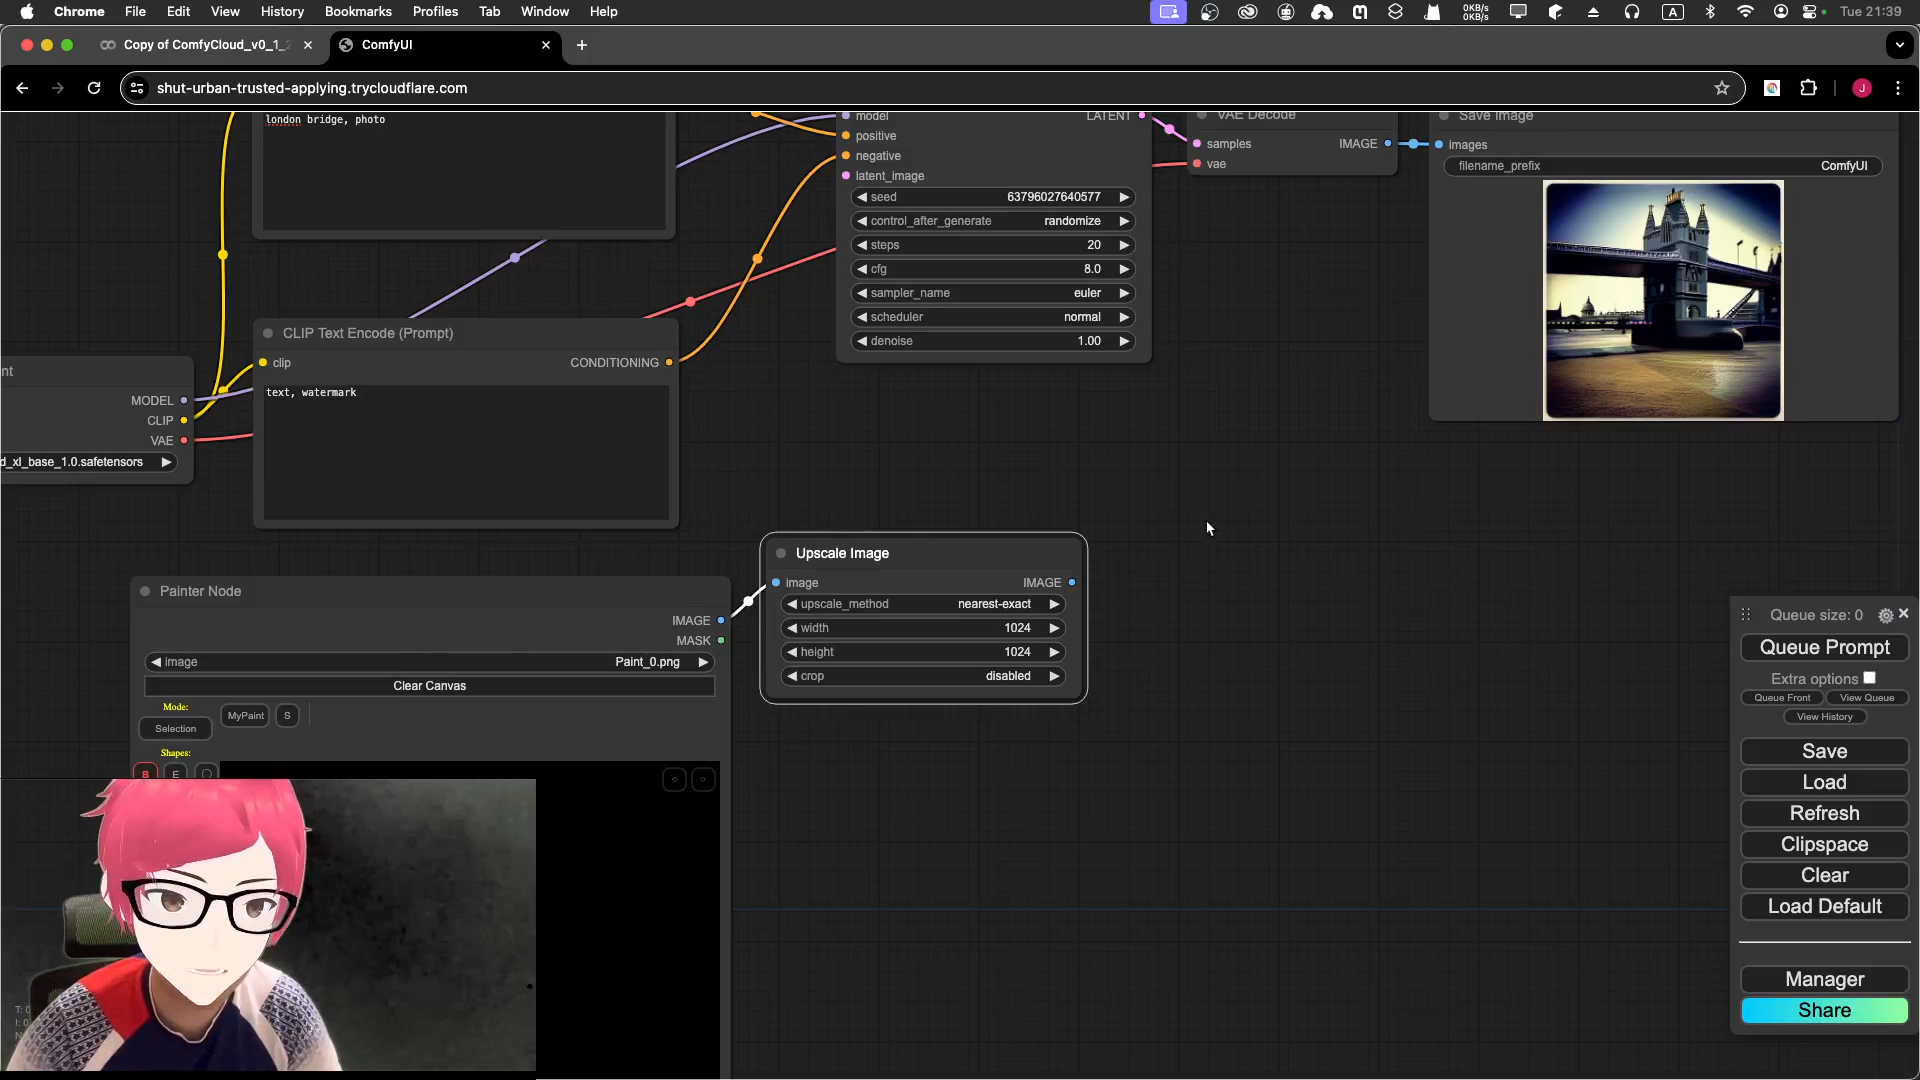 Chrome File Edit View History Bookmarks Profiles Tab Window Help
0KB/s
0KB/s
A
Tue 21:39
Copy of ComfyCloud_v0_1_
ComfyUI
shut-urban-trusted-applying.trycloudflare.com
J
london bridge, photo
model
LATENT
positive
negative
latent_image
seed 63796027640577
control_after_generate randomize
steps 20
cfg 8.0
sampler_name euler
scheduler normal
denoise 1.00
VAE Decode
samples IMAGE
vae
Save Image
images
filename_prefix ComfyUI
CLIP Text Encode (Prompt)
clip CONDITIONING
text, watermark
nt
MODEL
CLIP
VAE
d_xl_base_1.0.safetensors
Upscale Image
image IMAGE
upscale_method nearest-exact
width 1024
height 1024
crop disabled
Painter Node
IMAGE
MASK
image Paint_0.png
Clear Canvas
Mode:
Selection
MyPaint
S
Shapes:
B E
T: 0
I: 0
N
Queue size: 0
Queue Prompt
Extra options
Queue Front View Queue
View History
Save
Load
Refresh
Clipspace
Clear
Load Default
Manager
Share